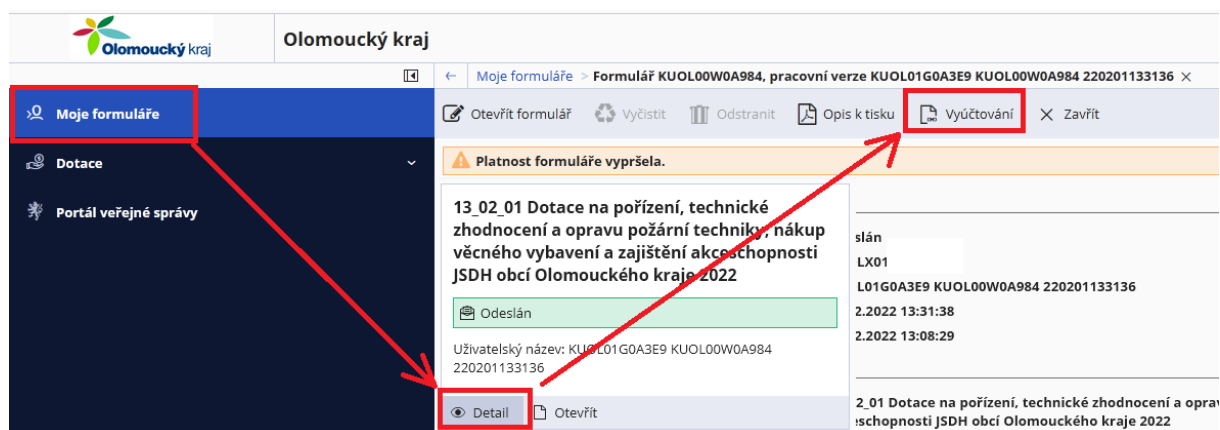 Olomoucký kraj
Olomoucký kraj
Moje formuláře > Formulář KUOL00W0A984, pracovní verze KUOL01G0A3E9 KUOL00W0A984 220201133136
Moje formuláře
Otevřít formulář Vyčistit Odstranit Opis k tisku Vyúčtování Zavřít
Dotace
Platnost formuláře vypršela.
Portál veřejné správy
13_02_01 Dotace na pořízení, technické
zhodnocení a opravu požární techniky, nákup
věcného vybavení a zajištění akceschopnosti
JSDH obcí Olomouckého kraje 2022
Odeslán
Uživatelský název: KUOL01G0A3E9 KUOL00W0A984
220201133136
Detail Otevřít
slán
LX01
L01G0A3E9 KUOL00W0A984 220201133136
2.2022 13:31:38
2.2022 13:08:29
2_01 Dotace na pořízení, technické zhodnocení a oprav
schopnosti JSDH obcí Olomouckého kraje 2022